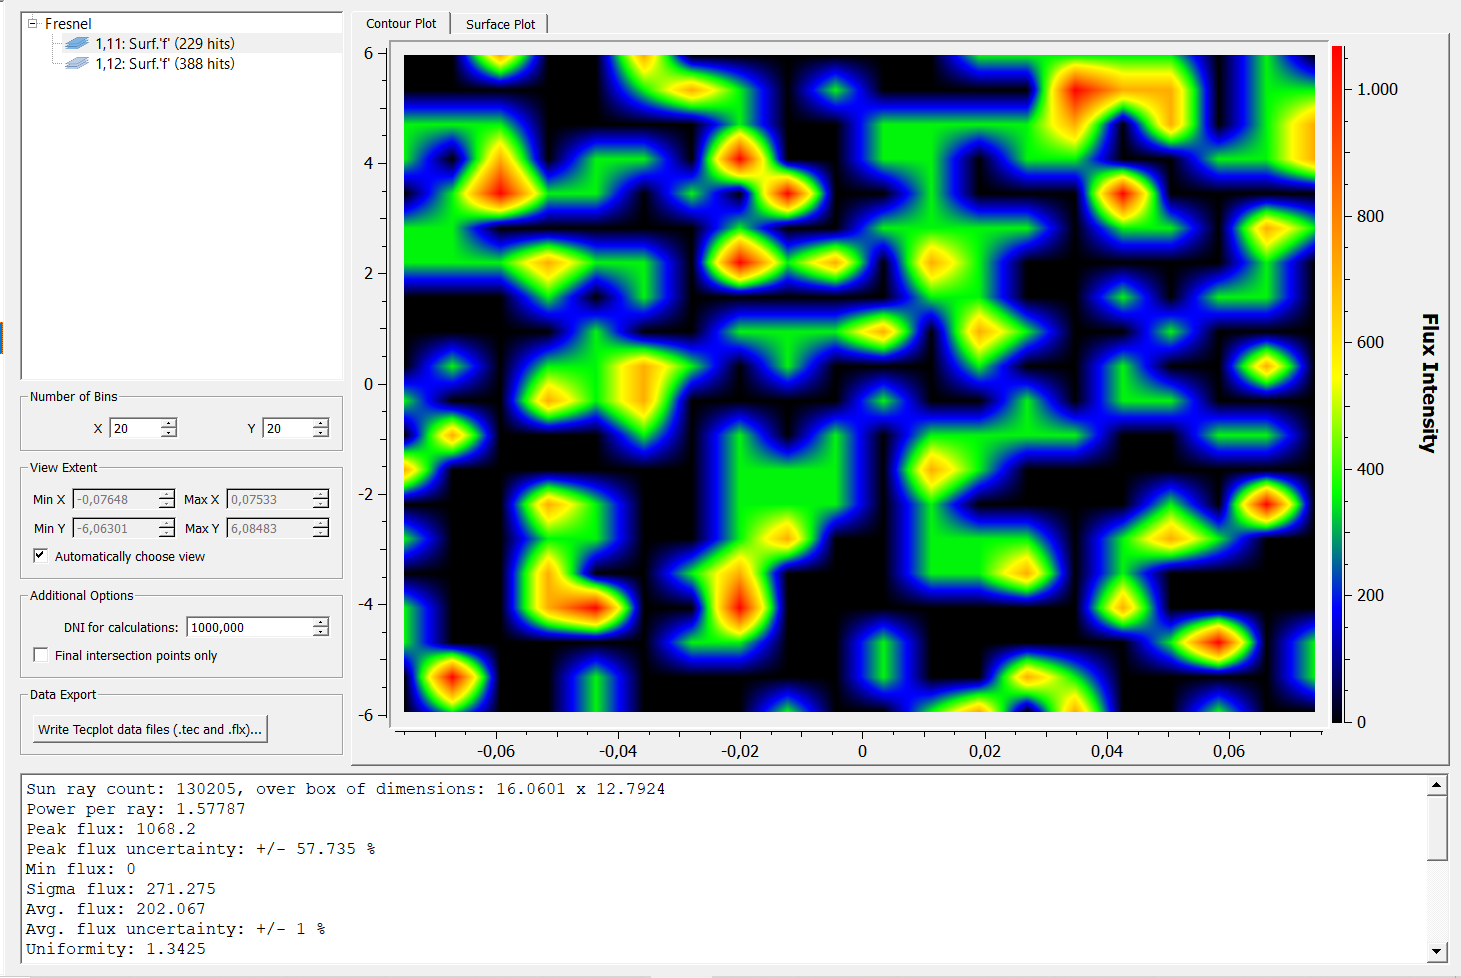 Fresnel
1,11: Surf.'f' (229 hits)
1,12: Surf.'f' (388 hits)
Number of Bins
X 20 Y 20
View Extent
Min X -0,07648 Max X 0,07533
Min Y -6,06301 Max Y 6,08483
Automatically choose view
Additional Options
DNI for calculations: 1000,000
Final intersection points only
Data Export
Write Tecplot data files (.tec and .flx)...
Contour Plot Surface Plot
6
4
2
0
-2
-4
-6
-0,06 -0,04 -0,02 0 0,02 0,04 0,06
1.000
800
600
400
200
0
Flux Intensity
Sun ray count: 130205, over box of dimensions: 16.0601 x 12.7924
Power per ray: 1.57787
Peak flux: 1068.2
Peak flux uncertainty: +/- 57.735 %
Min flux: 0
Sigma flux: 271.275
Avg. flux: 202.067
Avg. flux uncertainty: +/- 1 %
Uniformity: 1.3425